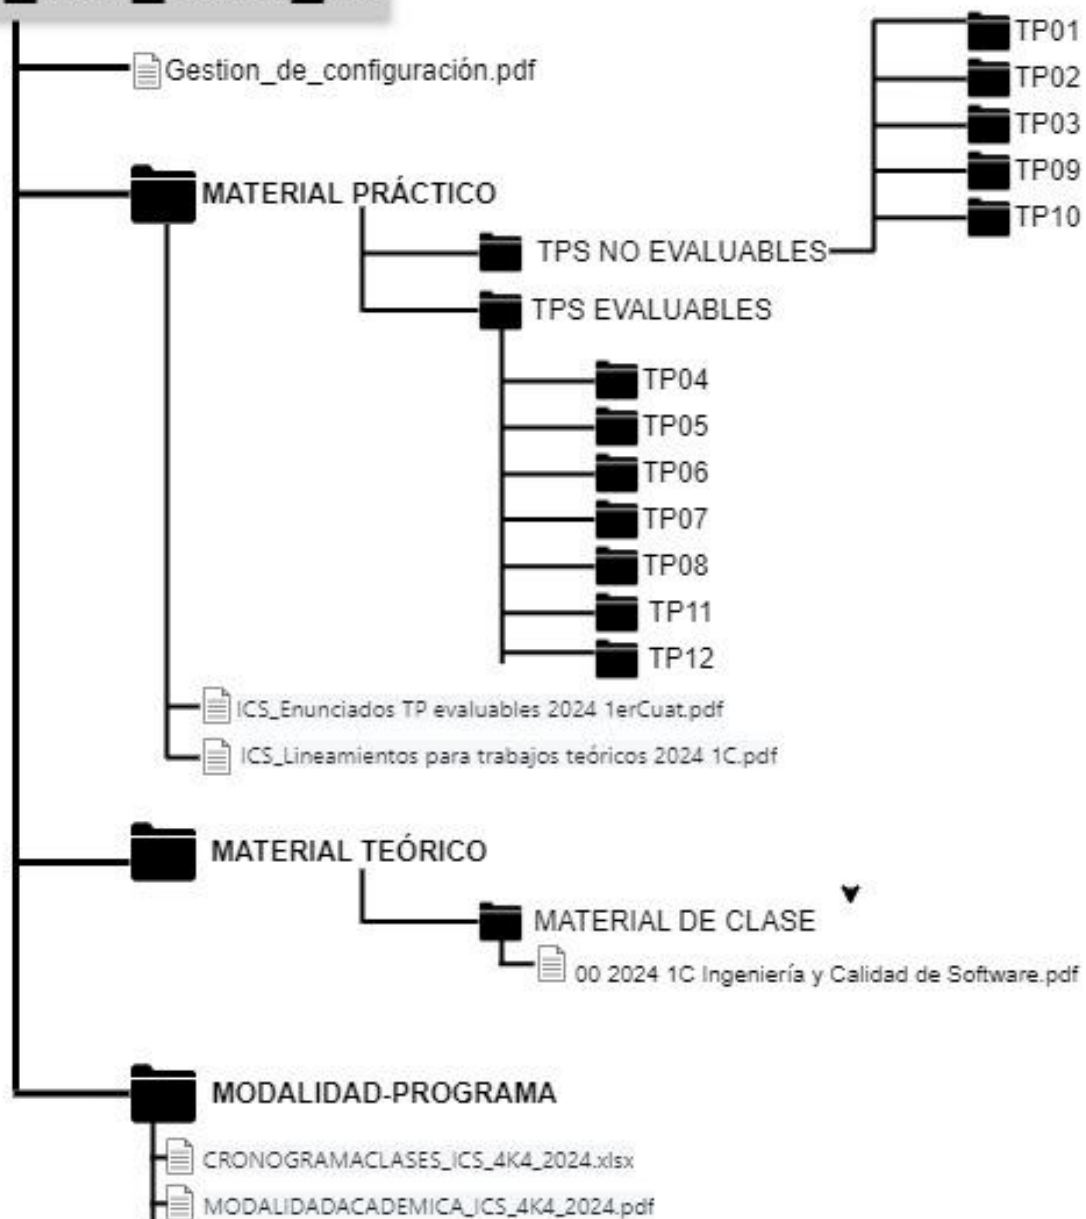 Gestion_de_configuración.pdf
MATERIAL PRÁCTICO
TPS NO EVALUABLES
TP01
TP02
TP03
TP09
TP10
TPS EVALUABLES
TP04
TP05
TP06
TP07
TP08
TP11
TP12
ICS_Enunciados TP evaluables 2024 1erCuat.pdf
ICS_Lineamientos para trabajos teóricos 2024 1C.pdf
MATERIAL TEÓRICO
MATERIAL DE CLASE
00 2024 1C Ingeniería y Calidad de Software.pdf
MODALIDAD-PROGRAMA
CRONOGRAMACLASES_ICS_4K4_2024.xlsx
MODALIDADACADEMICA_ICS_4K4_2024.pdf